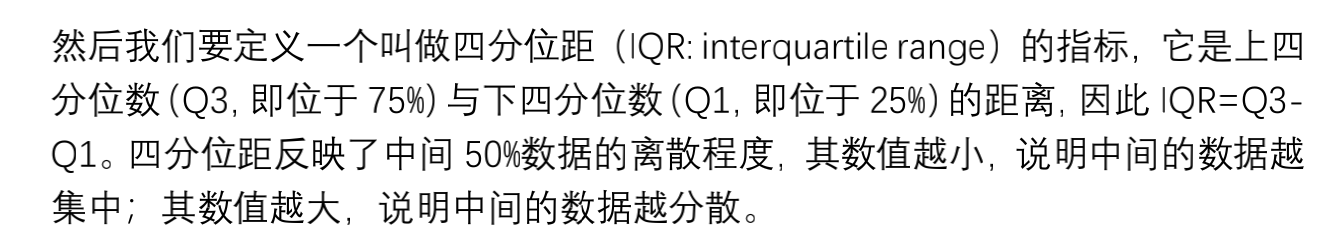 然后我们要定义一个叫做四分位距（IQR: interquartile range）的指标，它是上四
分位数(Q3, 即位于 75%)与下四分位数(Q1, 即位于 25%)的距离, 因此 IQR=Q3-
Q1。四分位距反映了中间 50%数据的离散程度，其数值越小，说明中间的数据越
集中；其数值越大，说明中间的数据越分散。